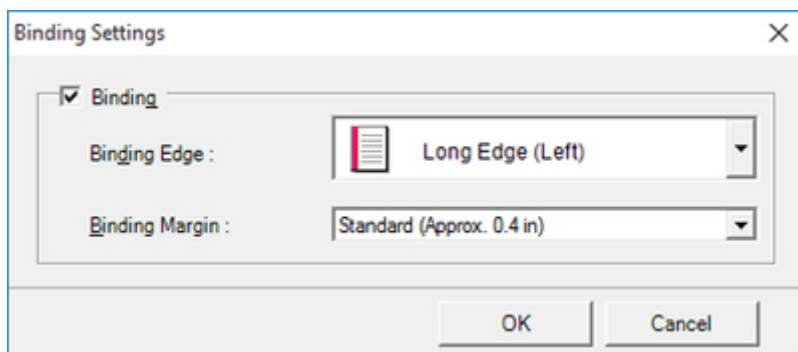 Binding Settings
Binding
Binding Edge : Long Edge (Left)
Binding Margin : Standard (Approx. 0.4 in)
OK Cancel